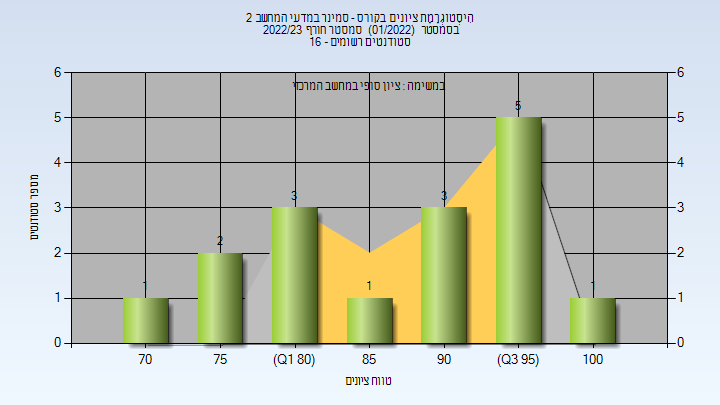 היסטוגרמת ציונים בקורס - סמינר במדעי המחשב 2
בסמסטר (01/2022) סמסטר חורף 2022/23
סטודנטים רשומים - 16
במשימה : ציון סופי במחשב המרכזי
מספר סטודנטים
6 6
5 5
4 4
3 3
2 2
1 1
0 0
1 2 3 1 3 5 1
70 75 (Q1 80) 85 90 (Q3 95) 100
טווח ציונים